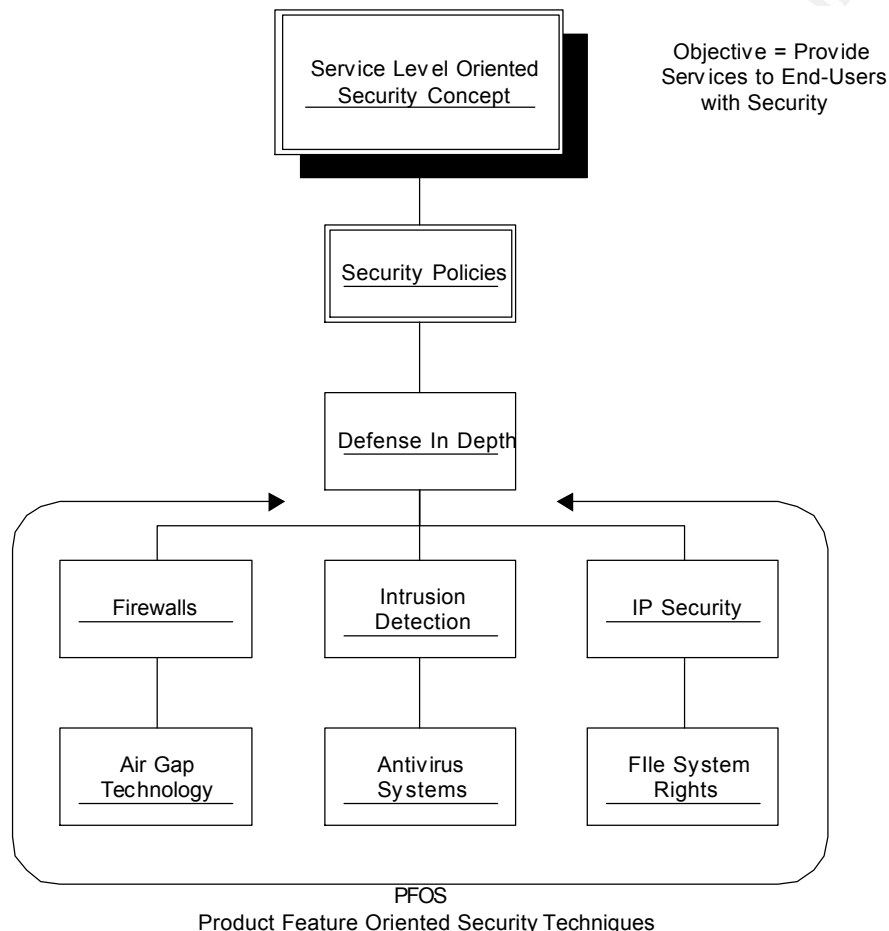 Service Level Oriented
Security Concept
Objective = Provide
Services to End-Users
with Security
Security Policies
Defense In Depth
Firewalls
Intrusion
Detection
IP Security
Air Gap
Technology
Antivirus
Systems
FIle System
Rights
PFOS
Product Feature Oriented Security Techniques